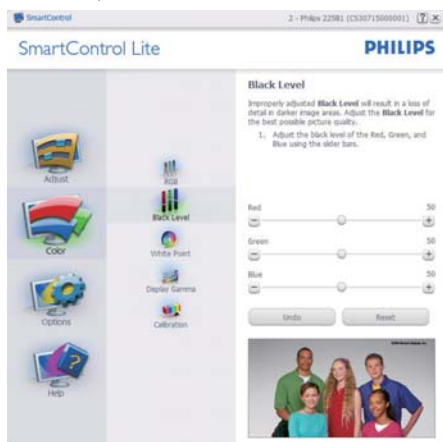 SmartControl
2 - Philips 225B1 (CS30715000001)
SmartControl Lite
PHILIPS
Adjust
Color
Options
Help
RGB
Black Level
White Point
Display Gamma
Calibration
Black Level
Improperly adjusted Black Level will result in a loss of
detail in darker image areas. Adjust the Black Level for
the best possible picture quality.
1. Adjust the black level of the Red, Green, and
Blue using the slider bars.
Red 50
Green 50
Blue 50
Undo Reset